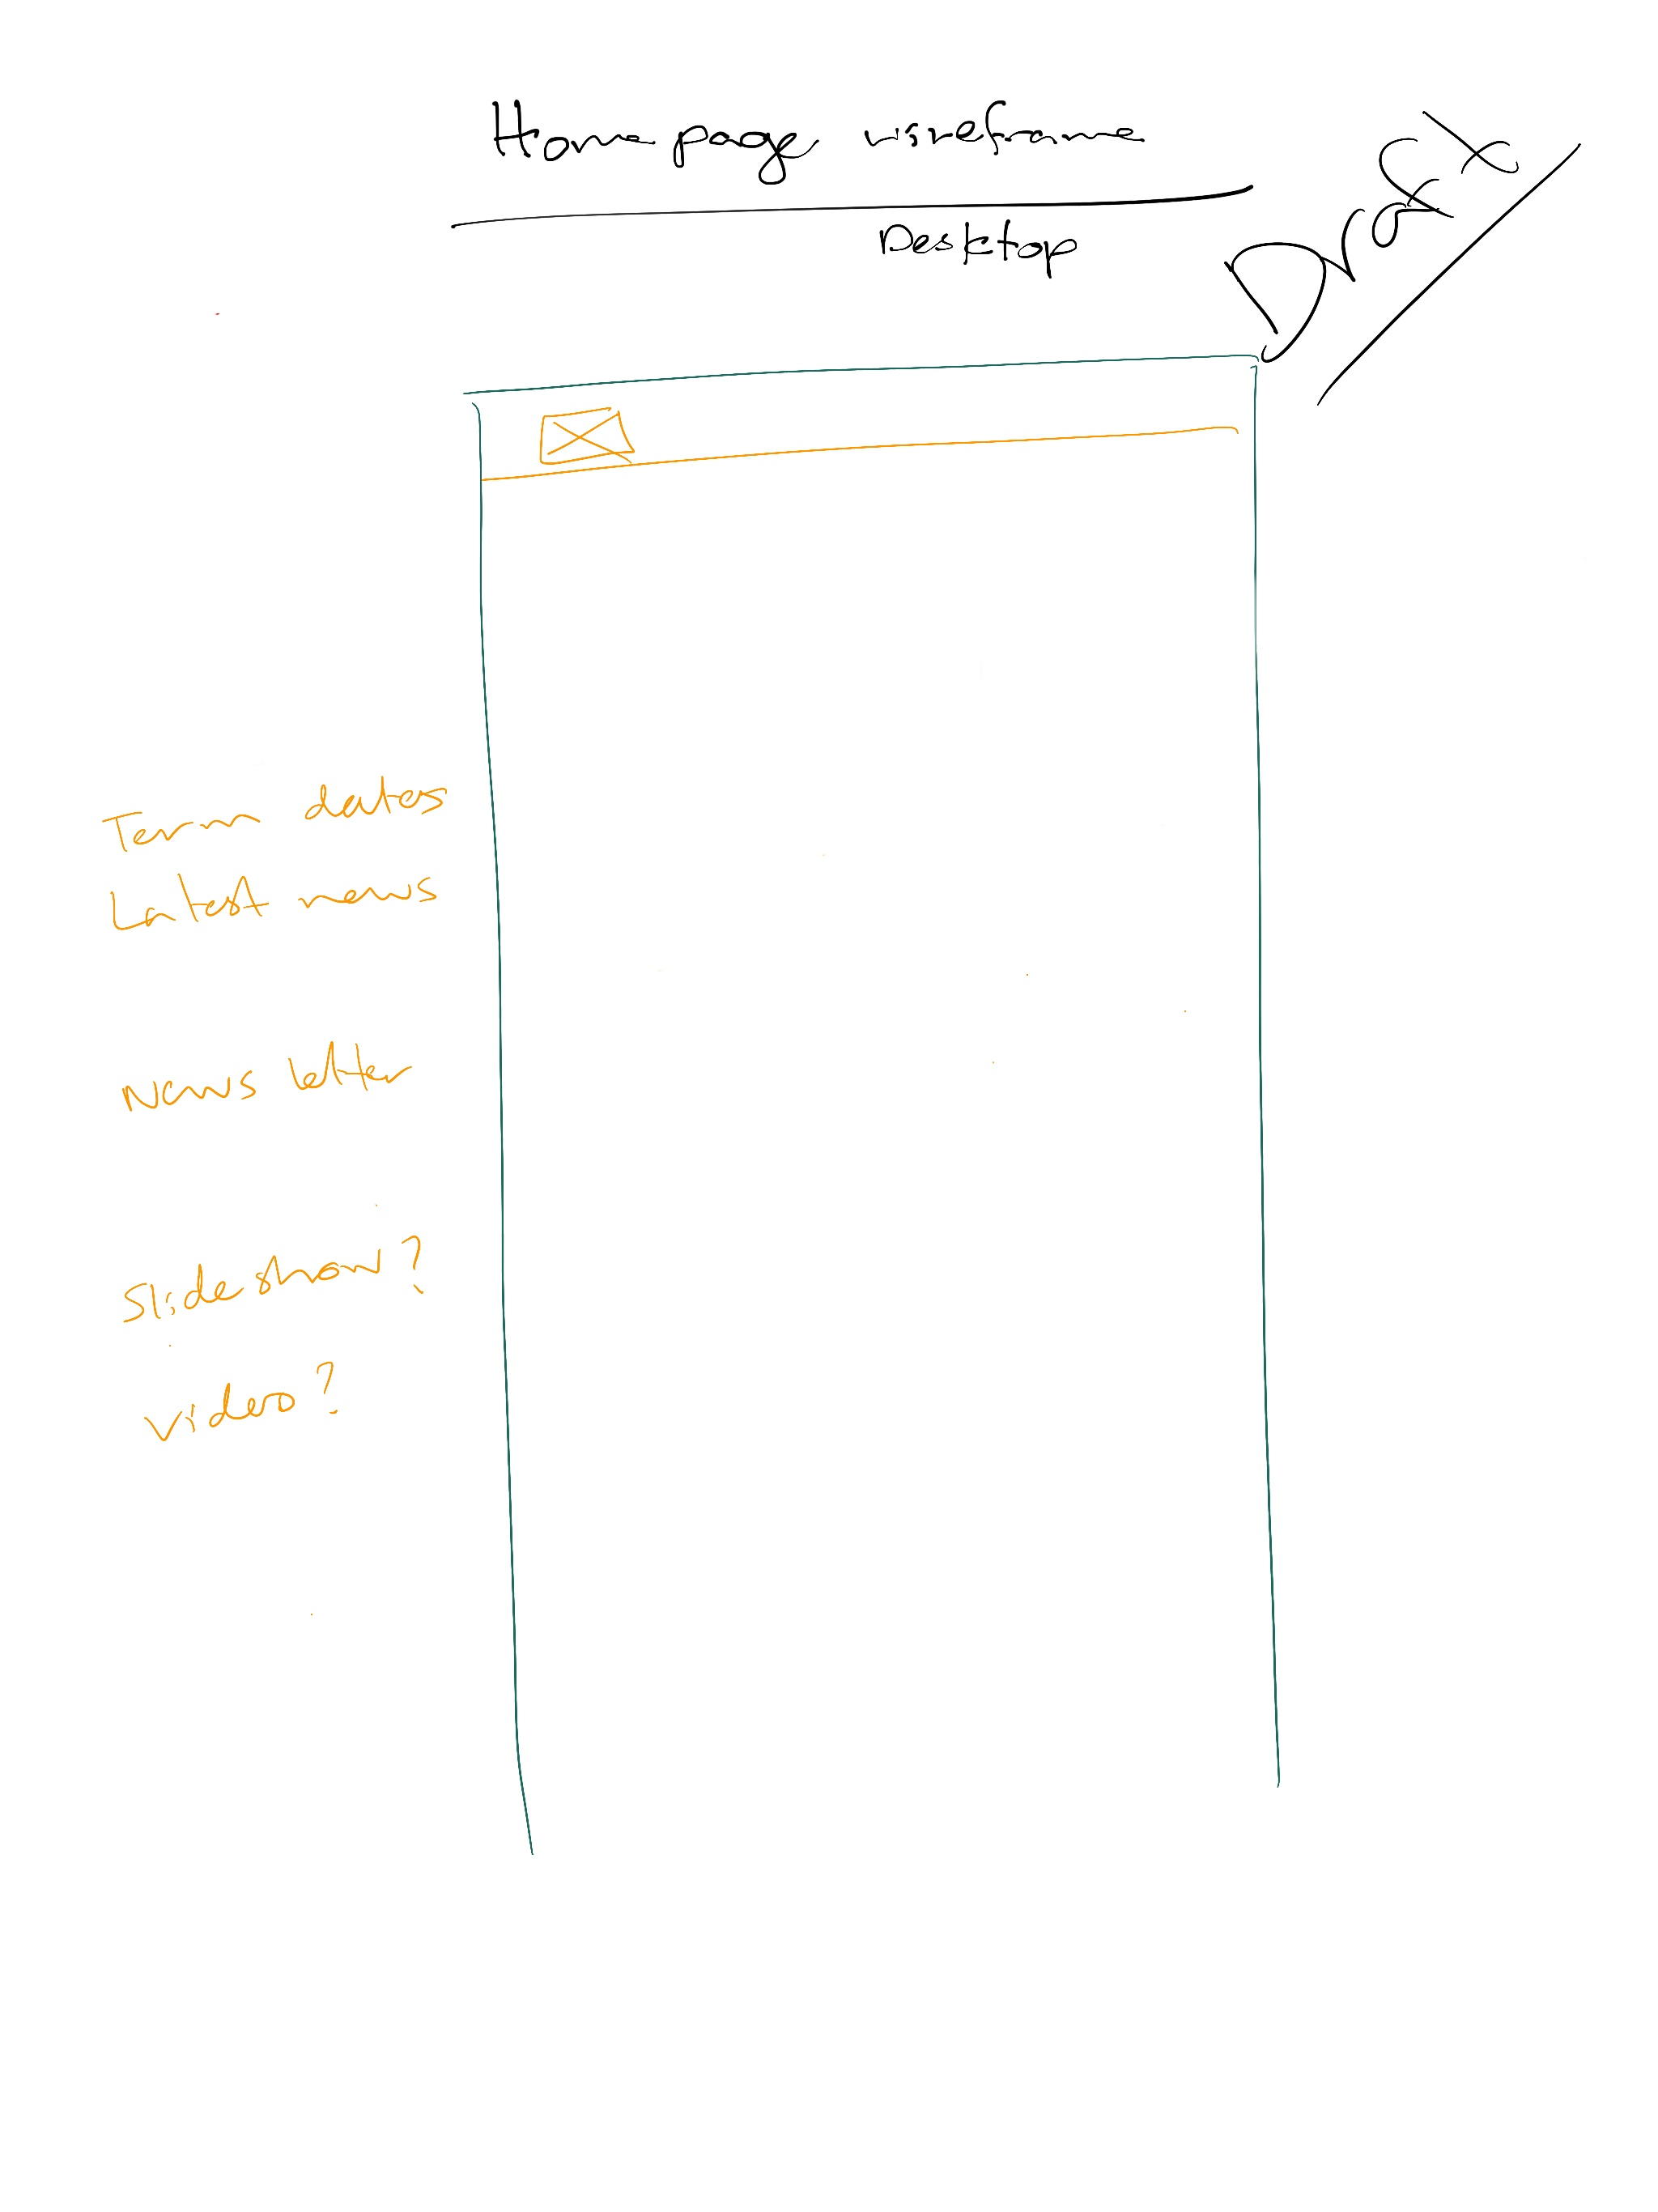 Home page wireframe
Desktop
Draft
Term dates
Latest news
News letter
Slide show?
video?